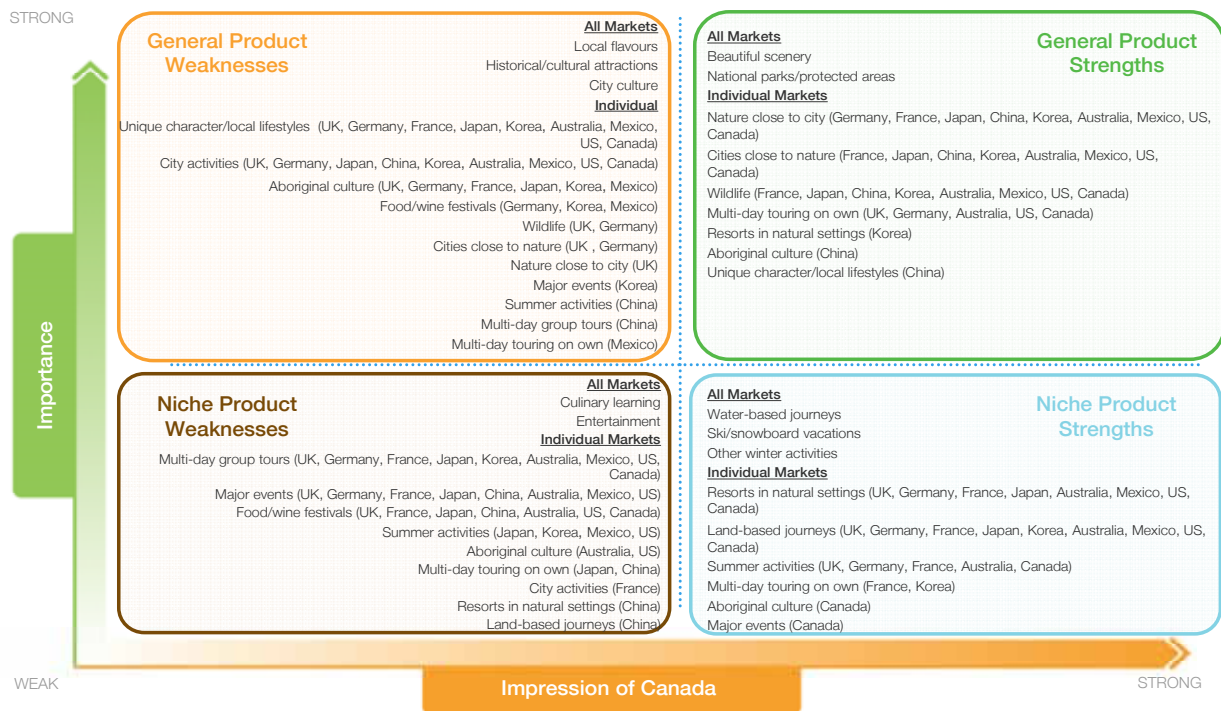 STRONG
General Product
Weaknesses
All Markets
Local flavours
Historical/cultural attractions
City culture
Individual
Unique character/local lifestyles (UK, Germany, France, Japan, Korea, Australia, Mexico,
US, Canada)
City activities (UK, Germany, Japan, China, Korea, Australia, Mexico, US, Canada)
Aboriginal culture (UK, Germany, France, Japan, Korea, Mexico)
Food/wine festivals (Germany, Korea, Mexico)
Wildlife (UK, Germany)
Cities close to nature (UK , Germany)
Nature close to city (UK)
Major events (Korea)
Summer activities (China)
Multi-day group tours (China)
Multi-day touring on own (Mexico)
General Product
Strengths
All Markets
Beautiful scenery
National parks/protected areas
Individual Markets
Nature close to city (Germany, France, Japan, China, Korea, Australia, Mexico, US,
Canada)
Cities close to nature (France, Japan, China, Korea, Australia, Mexico, US,
Canada)
Wildlife (France, Japan, China, Korea, Australia, Mexico, US, Canada)
Multi-day touring on own (UK, Germany, Australia, US, Canada)
Resorts in natural settings (Korea)
Aboriginal culture (China)
Unique character/local lifestyles (China)
Importance
Niche Product
Weaknesses
All Markets
Culinary learning
Entertainment
Individual Markets
Multi-day group tours (UK, Germany, France, Japan, Korea, Australia, Mexico, US,
Canada)
Major events (UK, Germany, France, Japan, China, Australia, Mexico, US)
Food/wine festivals (UK, France, Japan, China, Australia, US, Canada)
Summer activities (Japan, Korea, Mexico, US)
Aboriginal culture (Australia, US)
Multi-day touring on own (Japan, China)
City activities (France)
Resorts in natural settings (China)
Land-based journeys (China)
Niche Product
Strengths
All Markets
Water-based journeys
Ski/snowboard vacations
Other winter activities
Individual Markets
Resorts in natural settings (UK, Germany, France, Japan, Australia, Mexico, US,
Canada)
Land-based journeys (UK, Germany, France, Japan, Korea, Australia, Mexico, US,
Canada)
Summer activities (UK, Germany, France, Australia, Canada)
Multi-day touring on own (France, Korea)
Aboriginal culture (Canada)
Major events (Canada)
WEAK
Impression of Canada
STRONG